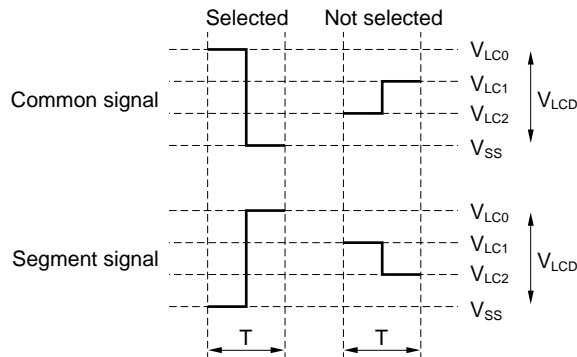 Selected Not selected
V_LC0
V_LC1
Common signal
V_LC2
V_LCD
V_SS
V_LC0
V_LC1
Segment signal
V_LC2
V_LCD
V_SS
T T